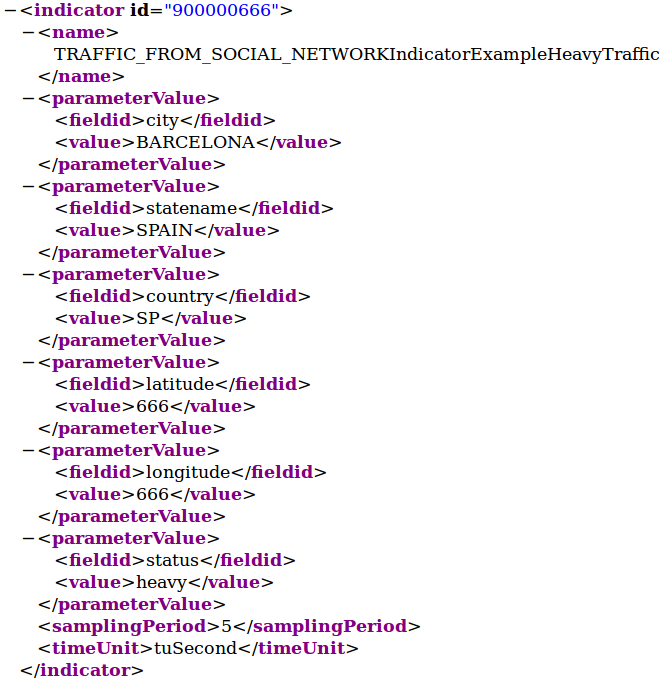 −<indicator id="900000666">
−<name>
TRAFFIC_FROM_SOCIAL_NETWORKIndicatorExampleHeavyTraffic
</name>
−<parameterValue>
<fieldid>city</fieldid>
<value>BARCELONA</value>
</parameterValue>
−<parameterValue>
<fieldid>statename</fieldid>
<value>SPAIN</value>
</parameterValue>
−<parameterValue>
<fieldid>country</fieldid>
<value>SP</value>
</parameterValue>
−<parameterValue>
<fieldid>latitude</fieldid>
<value>666</value>
</parameterValue>
−<parameterValue>
<fieldid>longitude</fieldid>
<value>666</value>
</parameterValue>
−<parameterValue>
<fieldid>status</fieldid>
<value>heavy</value>
</parameterValue>
<samplingPeriod>5</samplingPeriod>
<timeUnit>tuSecond</timeUnit>
</indicator>